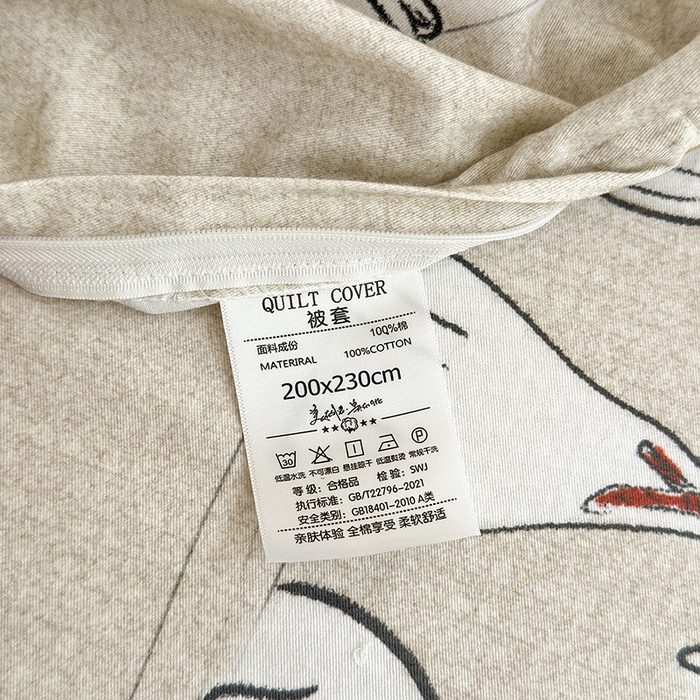 QUILT COVER
被套
面料成份 100%棉
MATERIRAL 100%COTTON
200x230cm
30 P
低温水洗 不可漂白 悬挂晾干 低温熨烫 常规干洗
等 级：合格品 检 验：SWJ
执行标准：GB/T22796-2021
安全类别：GB18401-2010 A类
亲肤体验 全棉享受 柔软舒适